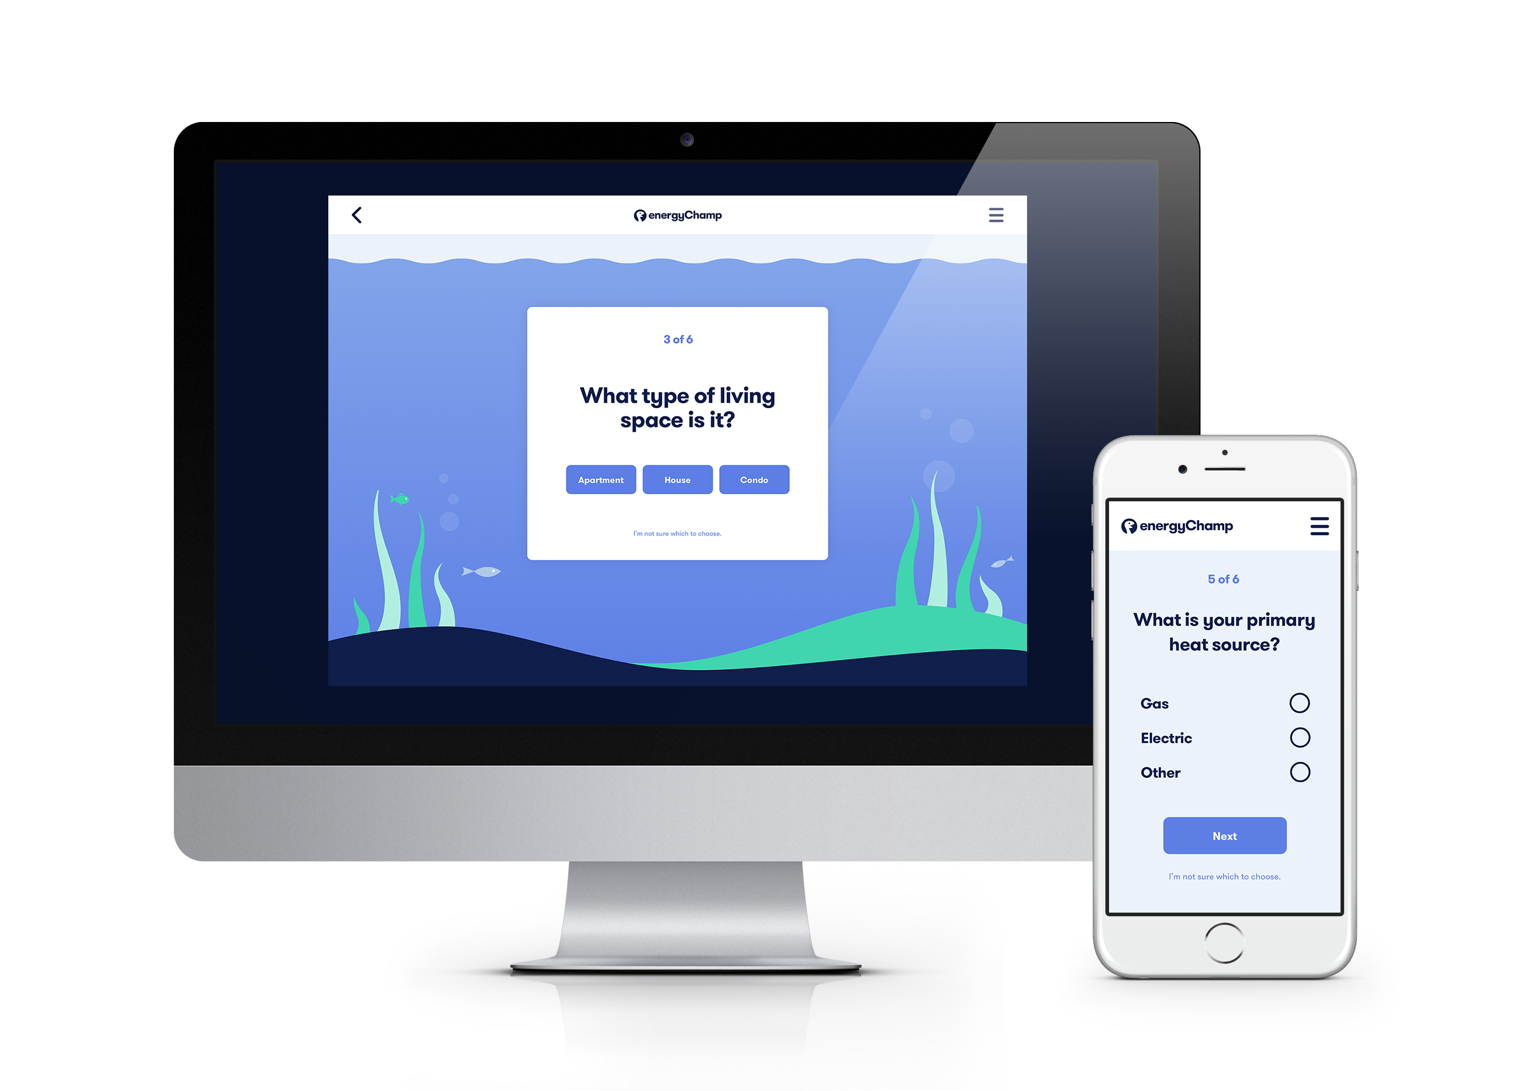 energyChamp
3 of 6
What type of living
space is it?
Apartment House Condo
I'm not sure which to choose.
energyChamp
5 of 6
What is your primary
heat source?
Gas
Electric
Other
Next
I'm not sure which to choose.